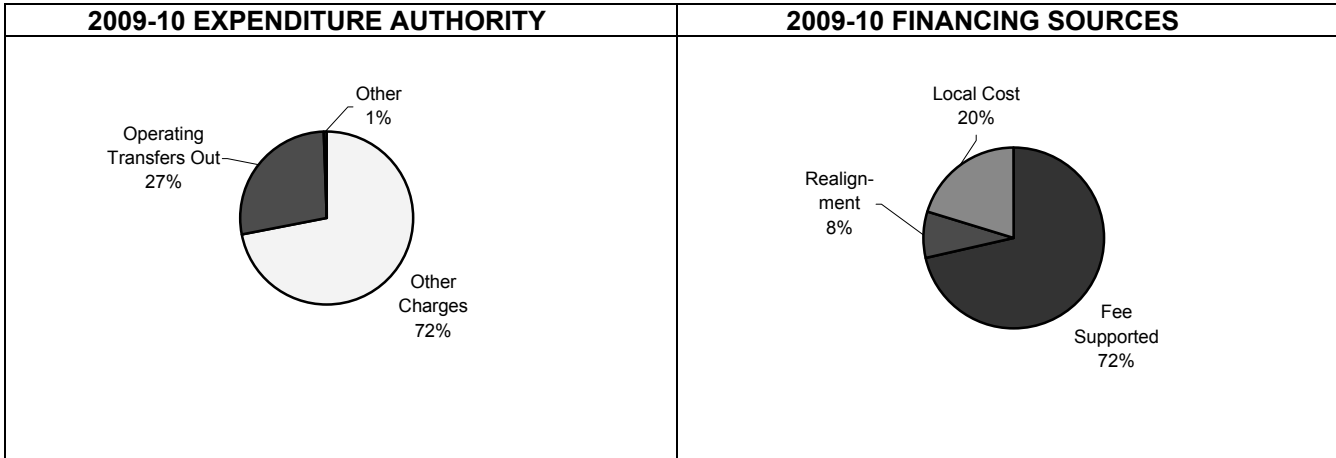 2009-10 EXPENDITURE AUTHORITY
Other
1%
Operating
Transfers Out
27%
Other
Charges
72%
2009-10 FINANCING SOURCES
Local Cost
20%
Realign-
ment
8%
Fee
Supported
72%